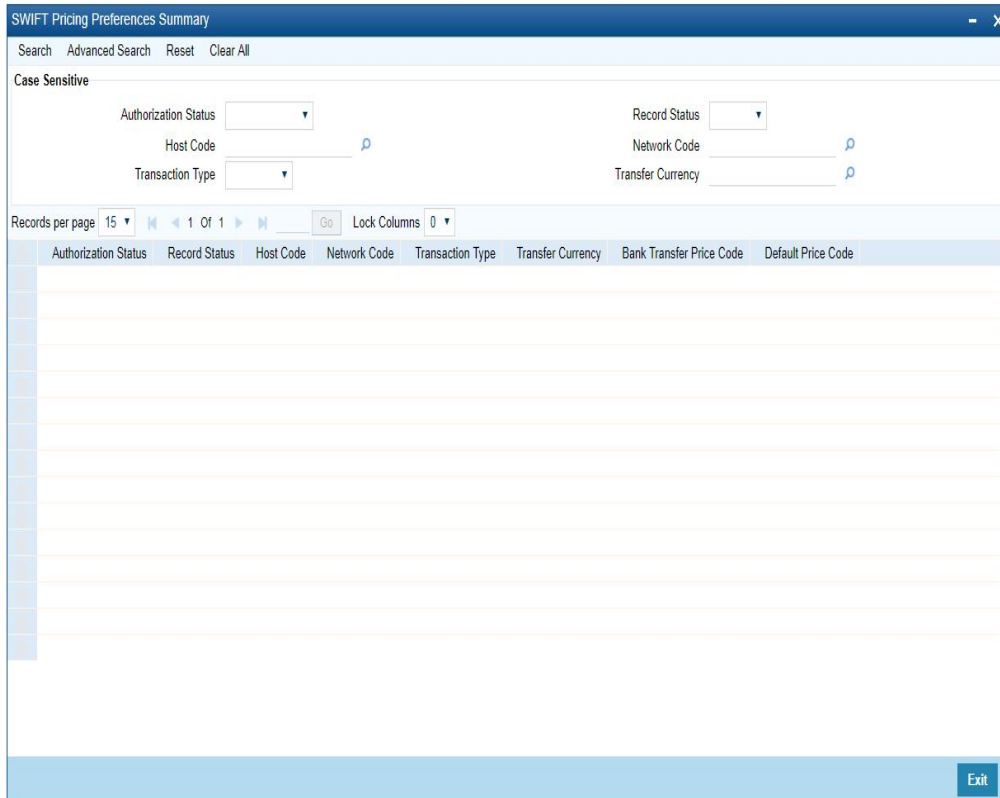 SWIFT Pricing Preferences Summary
Search Advanced Search Reset Clear All
Case Sensitive
Authorization Status Record Status
Host Code Network Code
Transaction Type Transfer Currency
Records per page 15 1 Of 1 Go Lock Columns 0
Authorization Status Record Status Host Code Network Code Transaction Type Transfer Currency Bank Transfer Price Code Default Price Code
Exit